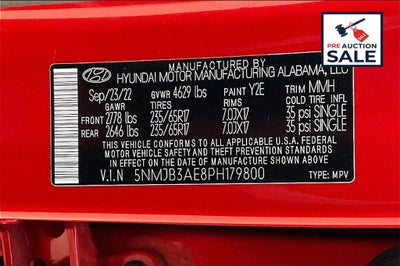 PRE AUCTION
SALE
HYUNDAI MOTOR MANUFACTURING ALABAMA, LLC
Sep/23/22 GVWR 4629 lbs PAINT Y2E TRIM MMH
GAWR TIRES RIMS COLD TIRE INFL
FRONT 2778 lbs 235/65R17 7.0JX17 35 psi SINGLE
REAR 2646 lbs 235/65R17 7.0JX17 35 psi SINGLE
THIS VEHICLE CONFORMS TO ALL APPLICABLE U.S.A. FEDERAL
MOTOR VEHICLE SAFETY AND THEFT PREVENTION STANDARDS
IN EFFECT ON THE DATE OF MANUFACTURE SHOWN ABOVE.
V.I.N 5NMJB3AE8PH179800 TYPE: MPV